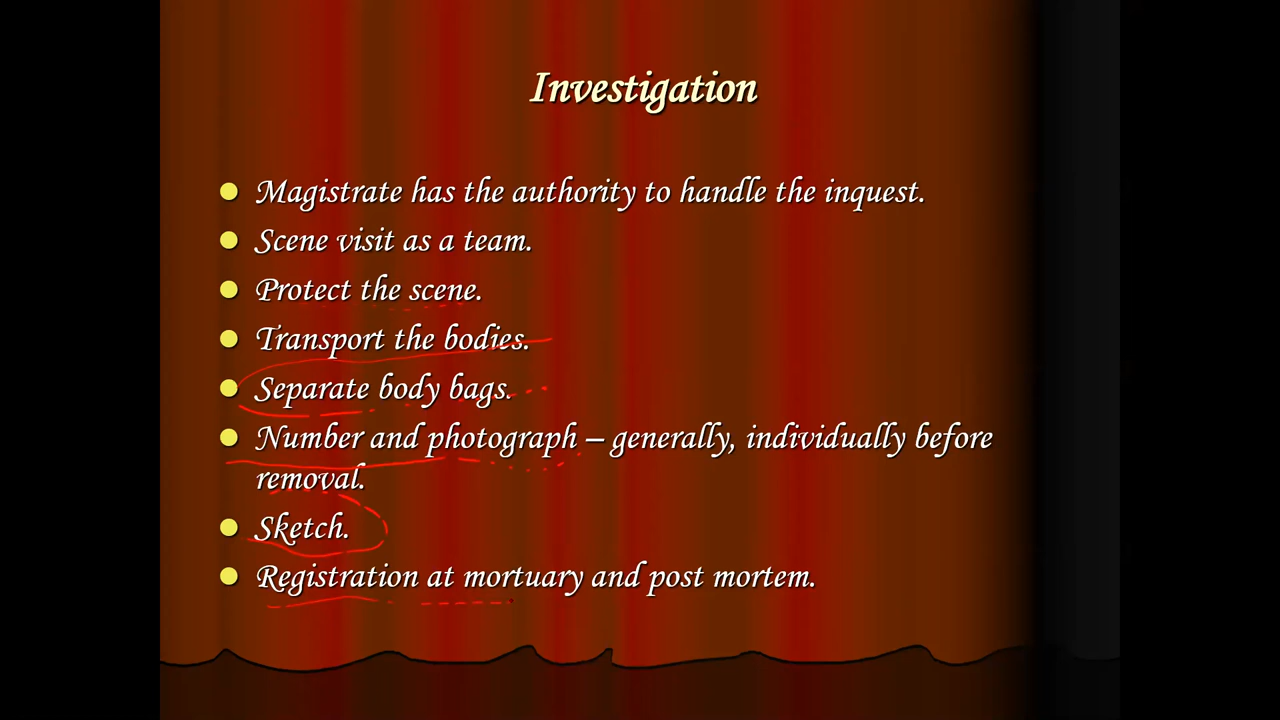 Investigation
Magistrate has the authority to handle the inquest.
Scene visit as a team.
Protect the scene.
Transport the bodies.
Separate body bags.
Number and photograph – generally, individually before
removal.
Sketch.
Registration at mortuary and post mortem.